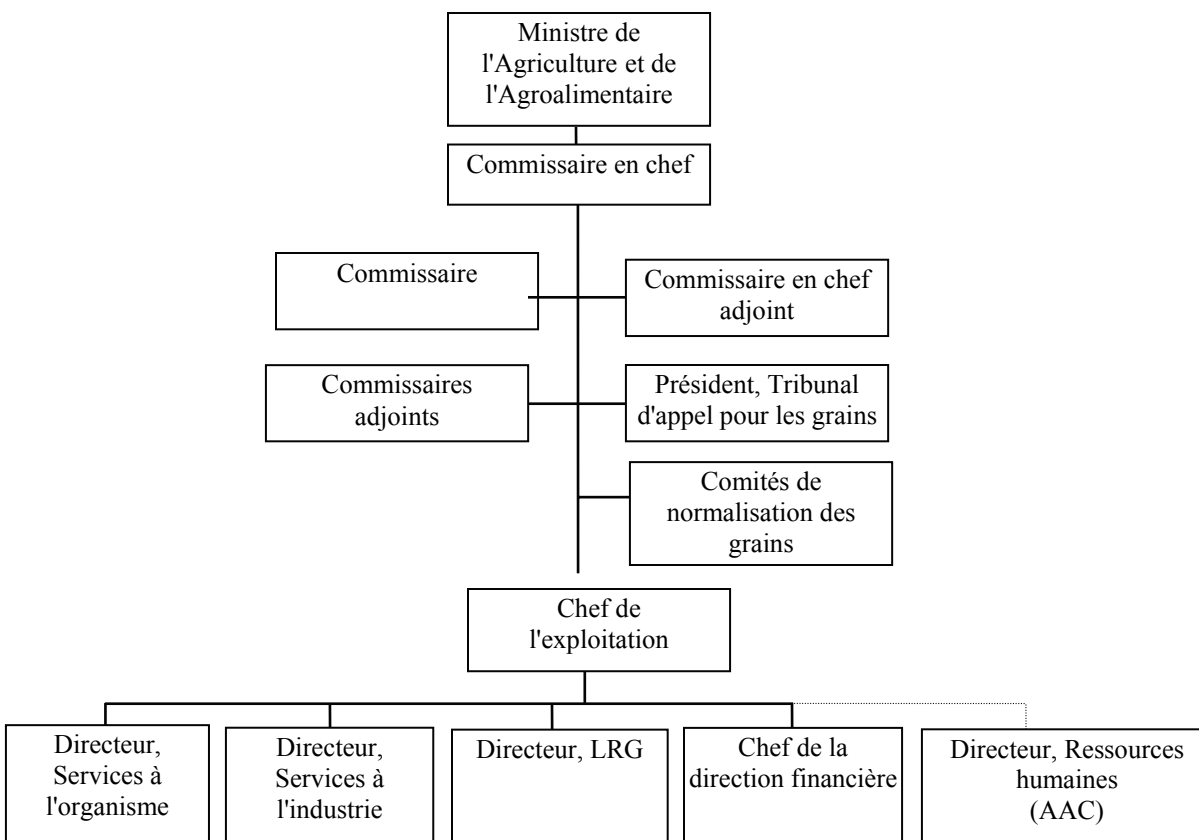 Ministre de
l'Agriculture et de
l'Agroalimentaire
Commissaire en chef
Commissaire
Commissaire en chef
adjoint
Commissaires
adjoints
Président, Tribunal
d'appel pour les grains
Comités de
normalisation des
grains
Chef de
l'exploitation
Directeur,
Services à
l'organisme
Directeur,
Services à
l'industrie
Directeur, LRG
Chef de la
direction financière
Directeur, Ressources
humaines
(AAC)